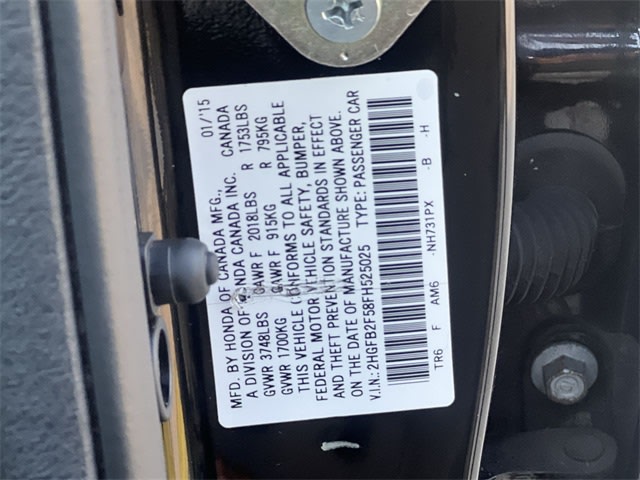 MFD. BY HONDA OF CANADA MFG., 01/15
A DIVISION OF HONDA CANADA INC. CANADA
GVWR 3748LBS GAWR F 2018LBS R 1753LBS
GVWR 1700KG GAWR F 915KG R 795KG
THIS VEHICLE CONFORMS TO ALL APPLICABLE
FEDERAL MOTOR VEHICLE SAFETY, BUMPER,
AND THEFT PREVENTION STANDARDS IN EFFECT
ON THE DATE OF MANUFACTURE SHOWN ABOVE.
V.I.N.: 2HGFB2F58FH525025 TYPE: PASSENGER CAR
TR6 F AM6 -NH731PX -B -H